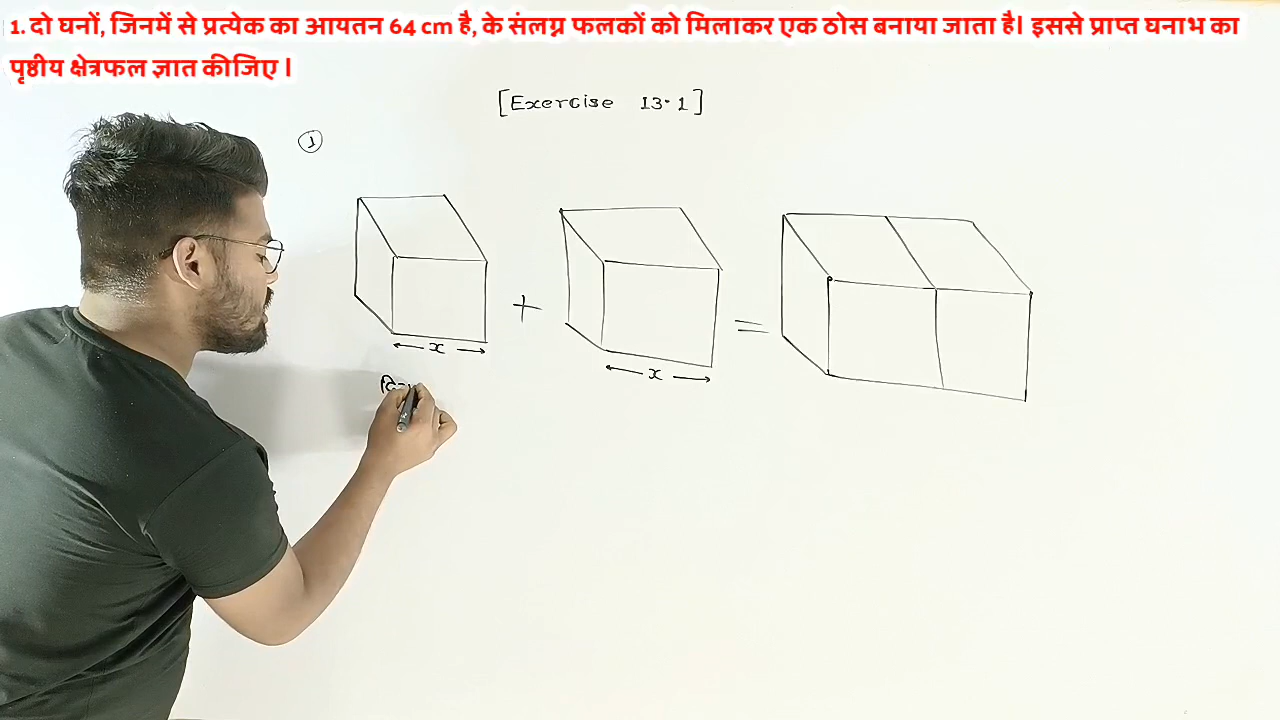 1. दो घनों, जिनमें से प्रत्येक का आयतन 64 cm है, के संलग्न फलकों को मिलाकर एक ठोस बनाया जाता है। इससे प्राप्त घनाभ का
पृष्ठीय क्षेत्रफल ज्ञात कीजिए ।
[Exercise 13.1]
1
+
=
x
x